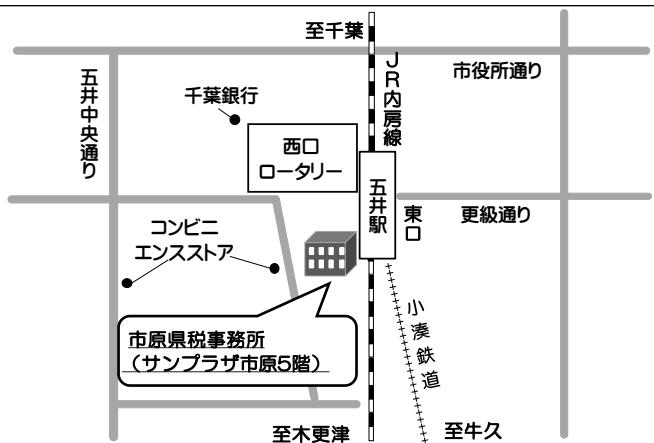 至千葉
市役所通り
JR内房線
五井中央通り
千葉銀行
西口
ロータリー
五井駅
東口
更級通り
コンビニ
エンスストア
小湊鉄道
市原県税事務所
（サンプラザ市原5階）
至木更津
至牛久